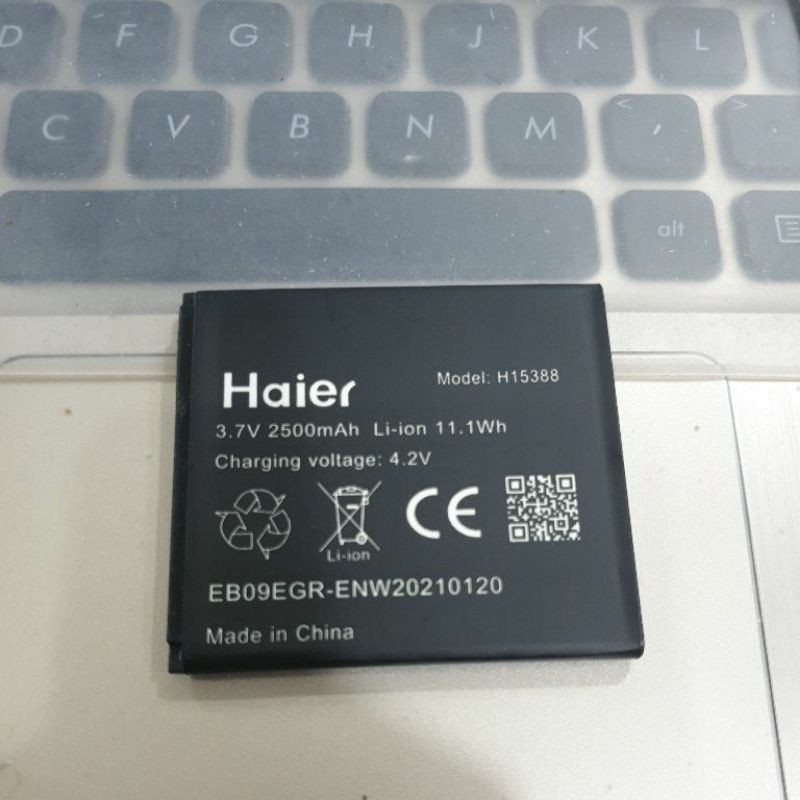 D F G H J K L
C V B N M < , >
alt
Haier
Model: H15388
3.7V 2500mAh Li-ion 11.1Wh
Charging voltage: 4.2V
CE
Li-ion
EB09EGR-ENW20210120
Made in China